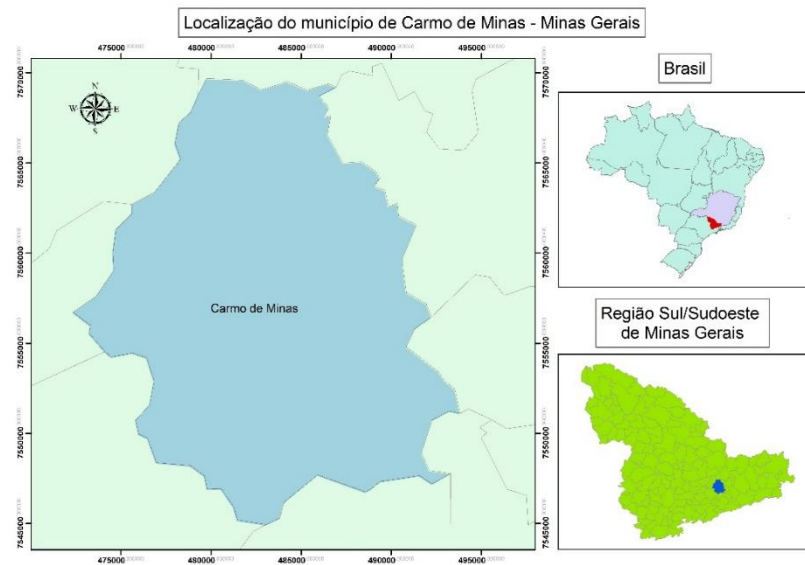 Localização do município de Carmo de Minas - Minas Gerais
475000 480000 485000 490000 495000
N
W E
S
7570000
7565000
7560000
7555000
7550000
7545000
Carmo de Minas
7570000
7565000
7560000
7555000
7550000
7545000
475000 480000 485000 490000 495000
Brasil
Região Sul/Sudoeste
de Minas Gerais